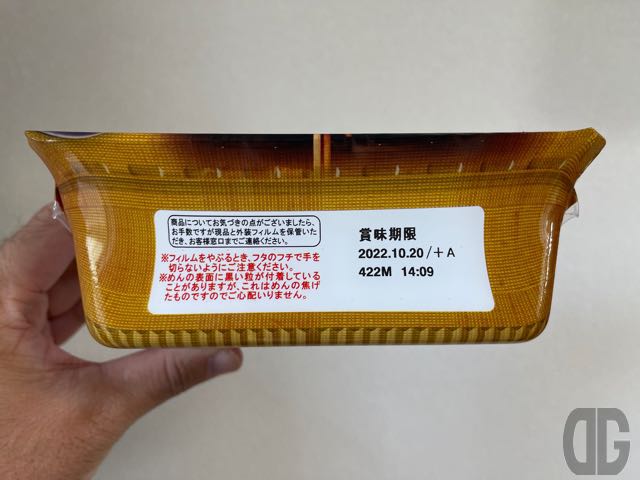 商品についてお気づきの点がございましたら、
お手数ですが現品と外装フィルムを保管いた
だき、お客様窓口までご連絡ください。
※フィルムをやぶるとき、フタのフチで手を
切らないようにご注意ください。
※めんの表面に黒い粒が付着している
ことがありますが、これはめんの焦げ
たものですのでご心配いりません。
賞味期限
2022.10.20/+A
422M 14:09
DG